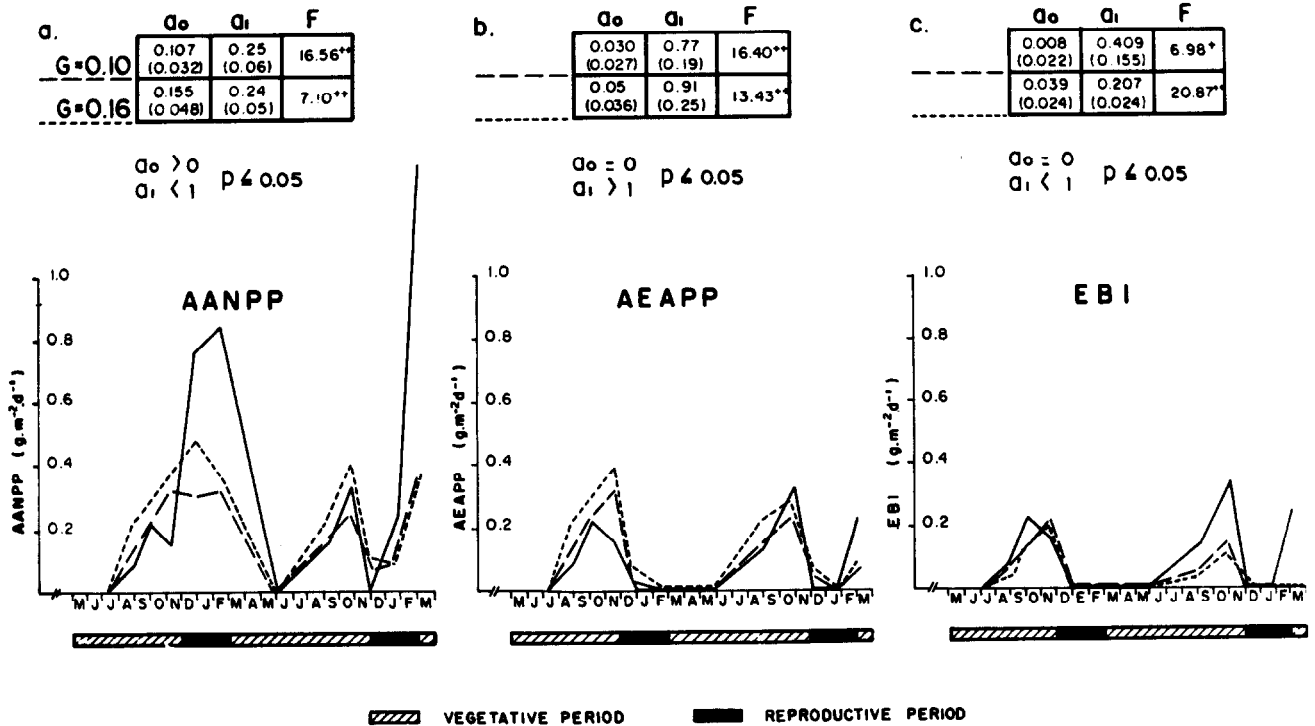 a.
a₀ a₁ F
G=0.10 0.107 (0.032) 0.25 (0.06) 16.56⁺⁺
G=0.16 0.155 (0.048) 0.24 (0.05) 7.10⁺⁺
a₀ > 0
a₁ < 1 p ≤ 0.05
b.
a₀ a₁ F
0.030 (0.027) 0.77 (0.19) 16.40⁺⁺
0.05 (0.036) 0.91 (0.25) 13.43⁺⁺
a₀ = 0
a₁ > 1 p ≤ 0.05
c.
a₀ a₁ F
0.008 (0.022) 0.409 (0.155) 6.98⁺
0.039 (0.024) 0.207 (0.024) 20.87⁺⁺
a₀ = 0
a₁ < 1 p ≤ 0.05
AANPP
AANPP (g.m⁻².d⁻¹)
1.0
0.8
0.6
0.4
0.2
M J J A S O N D J F M A M J J A S O N D J F M
AEAPP
AEAPP (g.m⁻²d⁻¹)
1.0
0.8
0.6
0.4
0.2
M J J A S O N D J F M A M J J A S O N D J F M
EBI
EBI (g.m⁻²d⁻¹)
1.0
0.8
0.6
0.4
0.2
M J J A S O N D E F M A M J J A S O N D J F M
VEGETATIVE PERIOD
REPRODUCTIVE PERIOD